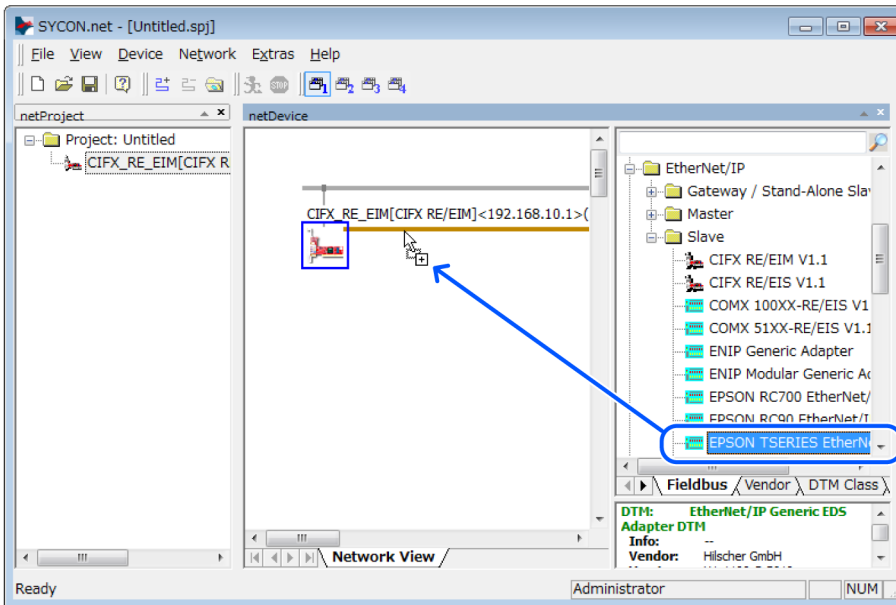 SYCON.net - [Untitled.spj]
File View Device Network Extras Help
netProject
netDevice
Project: Untitled
CIFX_RE_EIM[CIFX R
CIFX_RE_EIM[CIFX RE/EIM]<192.168.10.1>(
EtherNet/IP
Gateway / Stand-Alone Sla
Master
Slave
CIFX RE/EIM V1.1
CIFX RE/EIS V1.1
COMX 100XX-RE/EIS V1
COMX 51XX-RE/EIS V1.1
ENIP Generic Adapter
ENIP Modular Generic Ac
EPSON RC700 EtherNet/
EPSON RC90 EtherNet/I
EPSON TSERIES EtherN
Fieldbus Vendor DTM Class
DTM: EtherNet/IP Generic EDS
Adapter DTM
Info: --
Vendor: Hilscher GmbH
Network View
Ready
Administrator
NUM